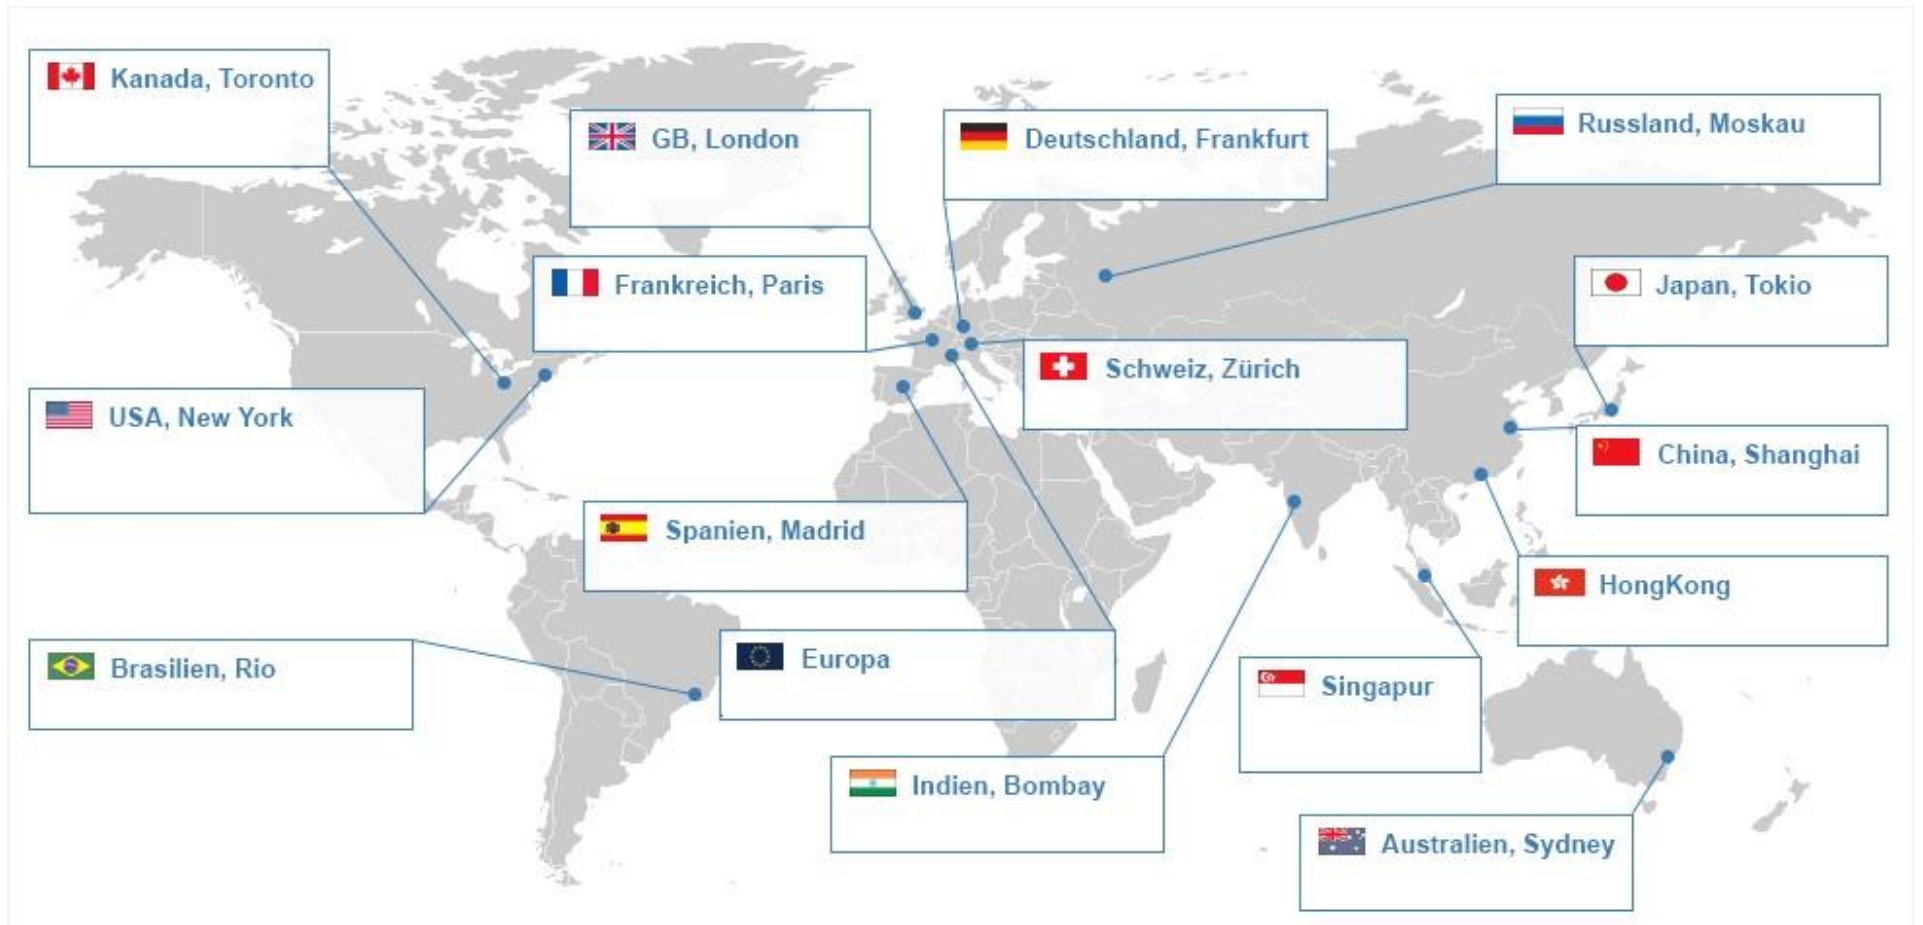 Kanada, Toronto
GB, London
Deutschland, Frankfurt
Russland, Moskau
Frankreich, Paris
Japan, Tokio
Schweiz, Zürich
USA, New York
China, Shanghai
Spanien, Madrid
HongKong
Brasilien, Rio
Europa
Singapur
Indien, Bombay
Australien, Sydney